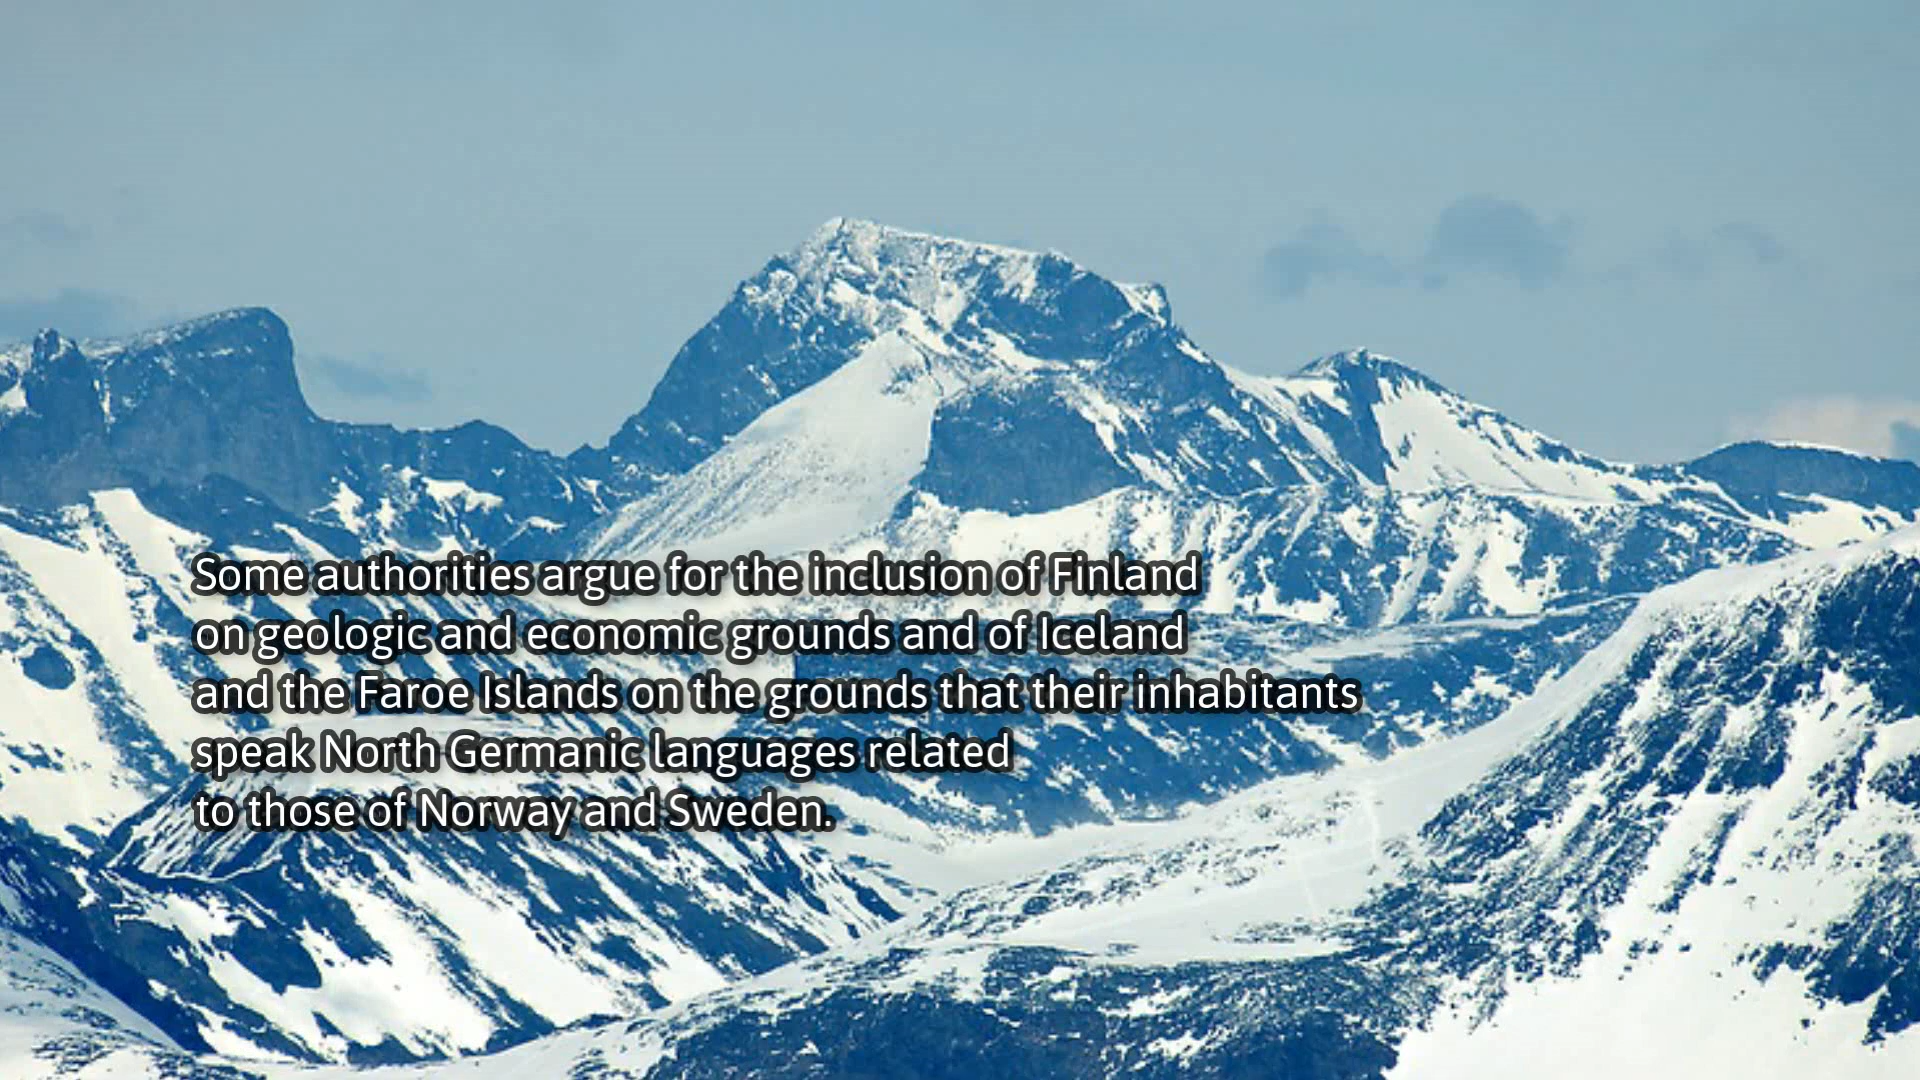 Some authorities argue for the inclusion of Finland
on geologic and economic grounds and of Iceland
and the Faroe Islands on the grounds that their inhabitants
speak North Germanic languages related
to those of Norway and Sweden.